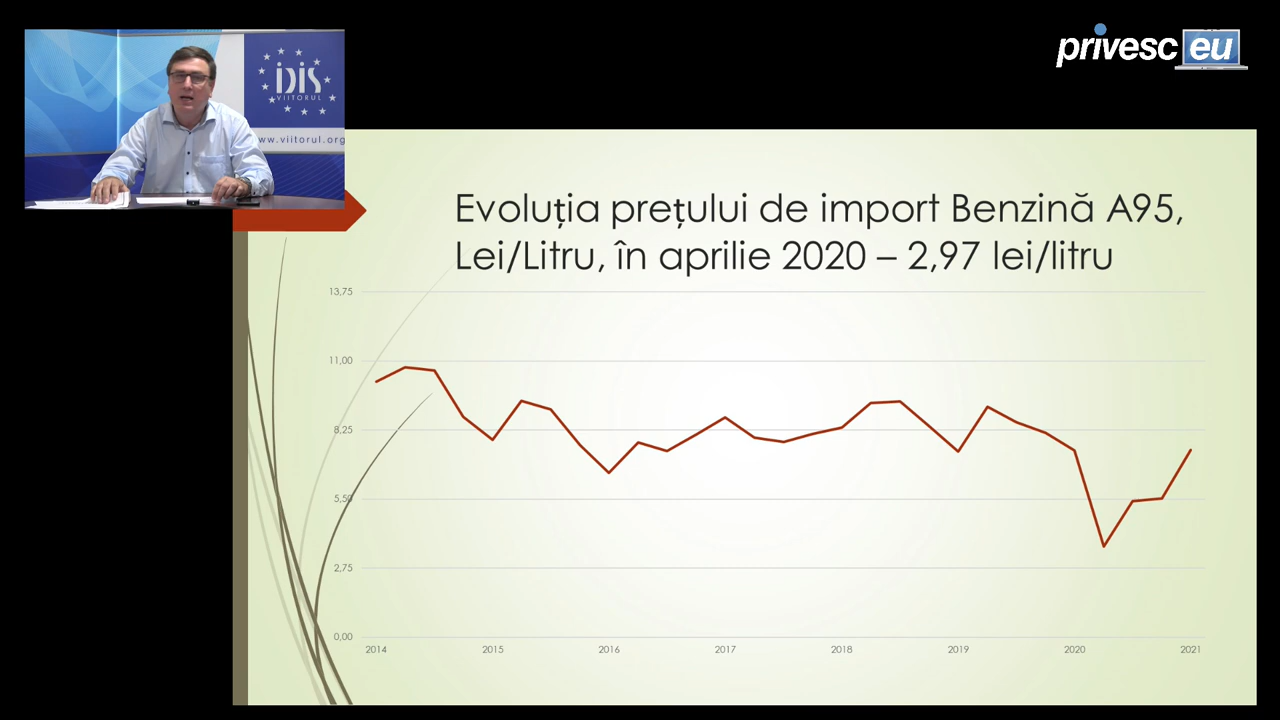 privesc eu
IDIS
VIITORUL
www.viitorul.org
Evoluția prețului de import Benzină A95,
Lei/Litru, în aprilie 2020 – 2,97 lei/litru
13,75
11,00
8,25
5,50
2,75
0,00
2014 2015 2016 2017 2018 2019 2020 2021